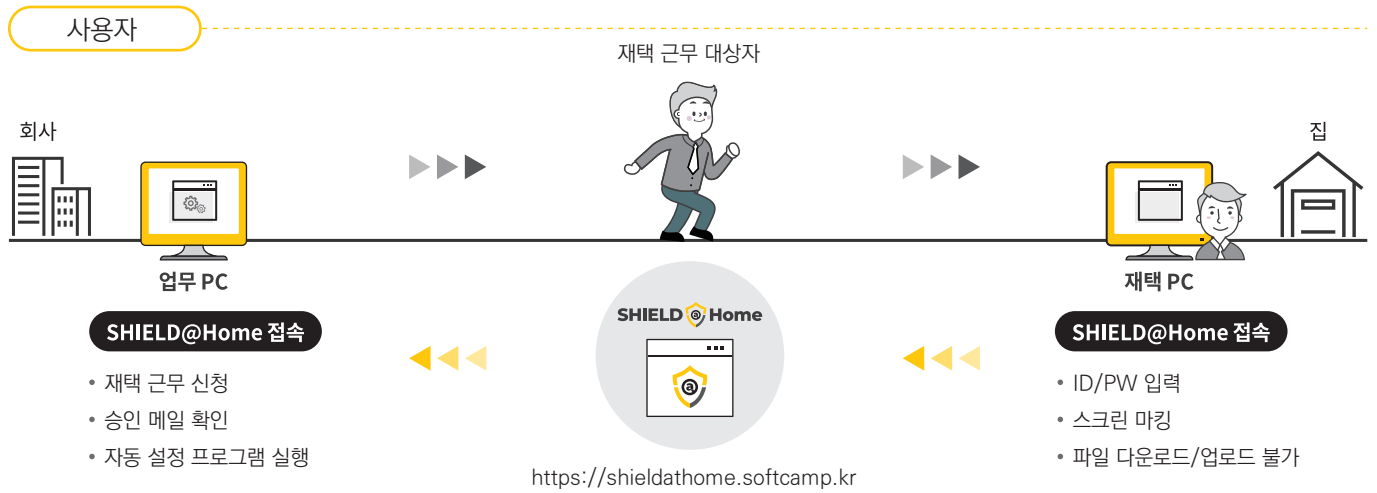 사용자
재택 근무 대상자
회사
집
업무 PC
재택 PC
SHIELD@Home 접속
• 재택 근무 신청
• 승인 메일 확인
• 자동 설정 프로그램 실행
SHIELD @ Home
@
https://shieldathome.softcamp.kr
SHIELD@Home 접속
• ID/PW 입력
• 스크린 마킹
• 파일 다운로드/업로드 불가